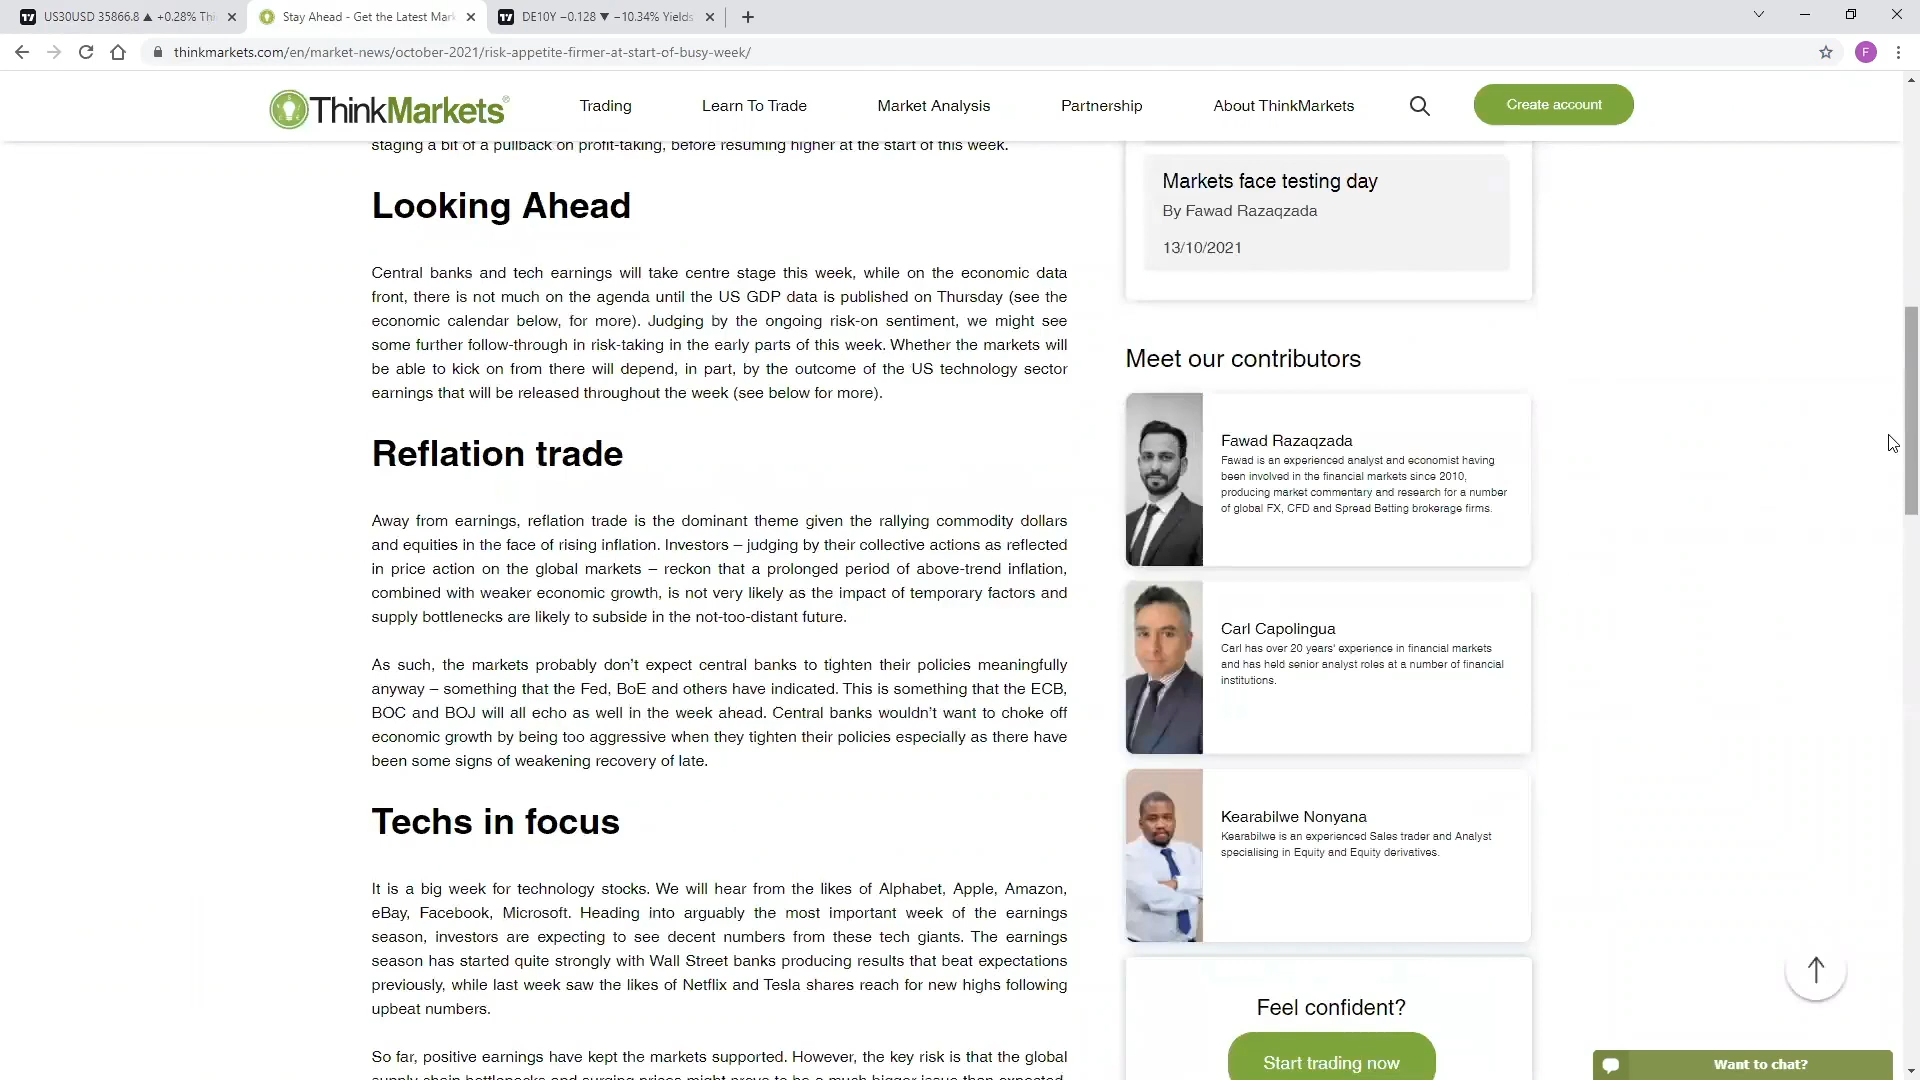 US30USD 35866.8 ▲ +0.28% Thi
Stay Ahead - Get the Latest Mark
DE10Y −0.128 ▼ −10.34% Yields
thinkmarkets.com/en/market-news/october-2021/risk-appetite-firmer-at-start-of-busy-week/
F
ThinkMarkets®
Trading
Learn To Trade
Market Analysis
Partnership
About ThinkMarkets
Create account
staging a bit of a pullback on profit-taking, before resuming higher at the start of this week.
Looking Ahead
Central banks and tech earnings will take centre stage this week, while on the economic data
front, there is not much on the agenda until the US GDP data is published on Thursday (see the
economic calendar below, for more). Judging by the ongoing risk-on sentiment, we might see
some further follow-through in risk-taking in the early parts of this week. Whether the markets will
be able to kick on from there will depend, in part, by the outcome of the US technology sector
earnings that will be released throughout the week (see below for more).
Reflation trade
Away from earnings, reflation trade is the dominant theme given the rallying commodity dollars
and equities in the face of rising inflation. Investors – judging by their collective actions as reflected
in price action on the global markets – reckon that a prolonged period of above-trend inflation,
combined with weaker economic growth, is not very likely as the impact of temporary factors and
supply bottlenecks are likely to subside in the not-too-distant future.
As such, the markets probably don’t expect central banks to tighten their policies meaningfully
anyway – something that the Fed, BoE and others have indicated. This is something that the ECB,
BOC and BOJ will all echo as well in the week ahead. Central banks wouldn’t want to choke off
economic growth by being too aggressive when they tighten their policies especially as there have
been some signs of weakening recovery of late.
Techs in focus
It is a big week for technology stocks. We will hear from the likes of Alphabet, Apple, Amazon,
eBay, Facebook, Microsoft. Heading into arguably the most important week of the earnings
season, investors are expecting to see decent numbers from these tech giants. The earnings
season has started quite strongly with Wall Street banks producing results that beat expectations
previously, while last week saw the likes of Netflix and Tesla shares reach for new highs following
upbeat numbers.
So far, positive earnings have kept the markets supported. However, the key risk is that the global
supply chain bottlenecks and surging prices might prove to be a much bigger issue than expected.
Markets face testing day
By Fawad Razaqzada
13/10/2021
Meet our contributors
Fawad Razaqzada
Fawad is an experienced analyst and economist having
been involved in the financial markets since 2010,
producing market commentary and research for a number
of global FX, CFD and Spread Betting brokerage firms.
Carl Capolingua
Carl has over 20 years' experience in financial markets
and has held senior analyst roles at a number of financial
institutions.
Kearabilwe Nonyana
Kearabilwe is an experienced Sales trader and Analyst
specialising in Equity and Equity derivatives.
Feel confident?
Start trading now
Want to chat?